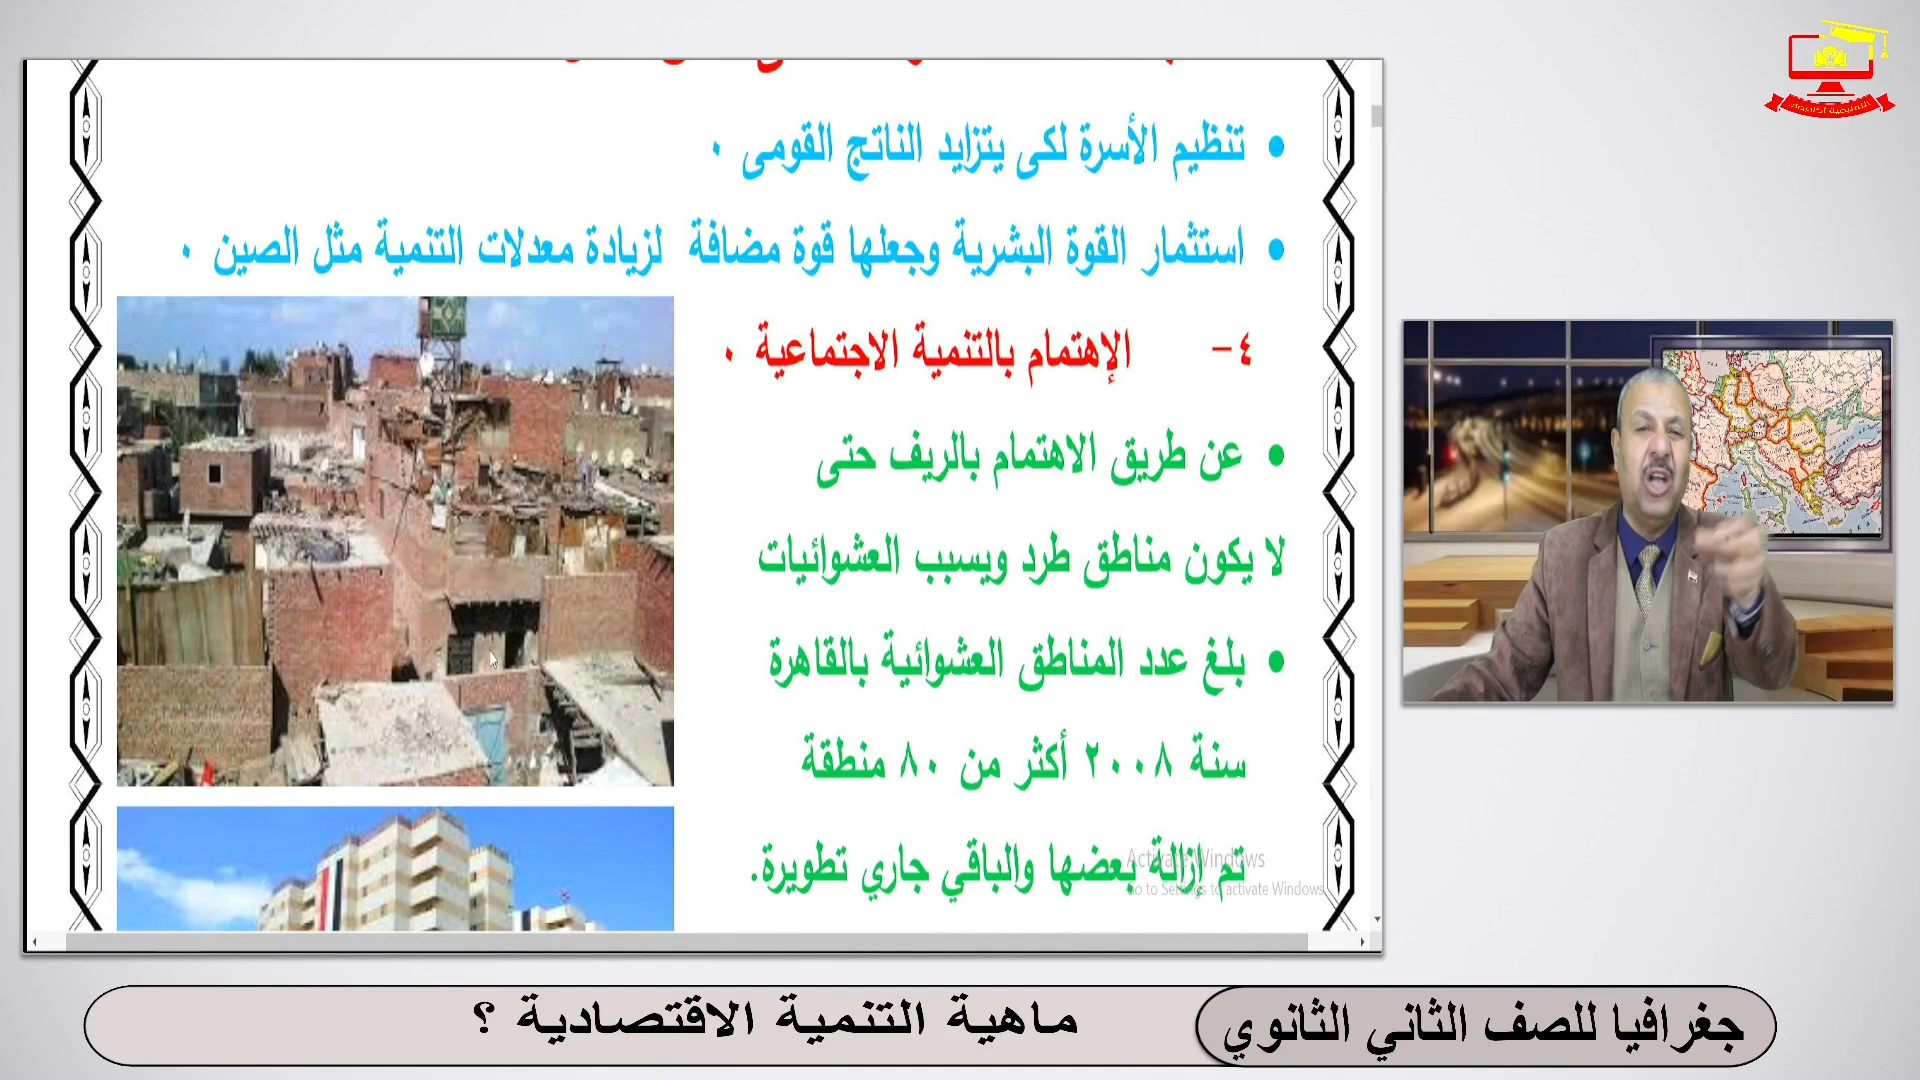 • تنظيم الأسرة لكى يتزايد الناتج القومى .
• استثمار القوة البشرية وجعلها قوة مضافة لزيادة معدلات التنمية مثل الصين .
٤- الإهتمام بالتنمية الاجتماعية .
• عن طريق الاهتمام بالريف حتى
لا يكون مناطق طرد ويسبب العشوائيات
• بلغ عدد المناطق العشوائية بالقاهرة
سنة ٢٠٠٨ أكثر من ٨٠ منطقة
تم إزالة بعضها والباقي جاري تطويرة.
Activate Windows
Go to Settings to activate Windows
جغرافيا للصف الثاني الثانوي
ماهية التنمية الاقتصادية ؟